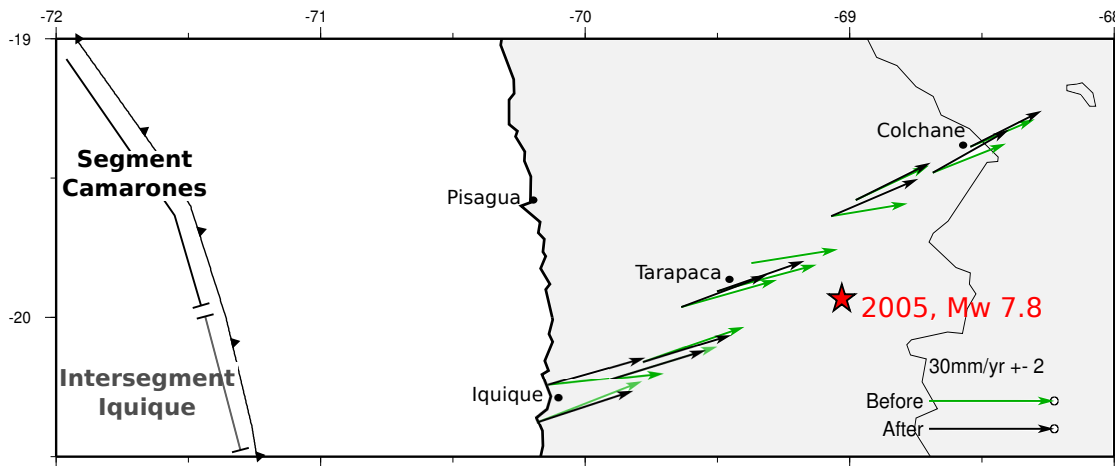 -72
-71
-70
-69
-68
-19
Colchane
Segment
Camarones
Pisagua
Tarapaca
-20
2005, Mw 7.8
Intersegment
Iquique
Iquique
30mm/yr +- 2
Before
After